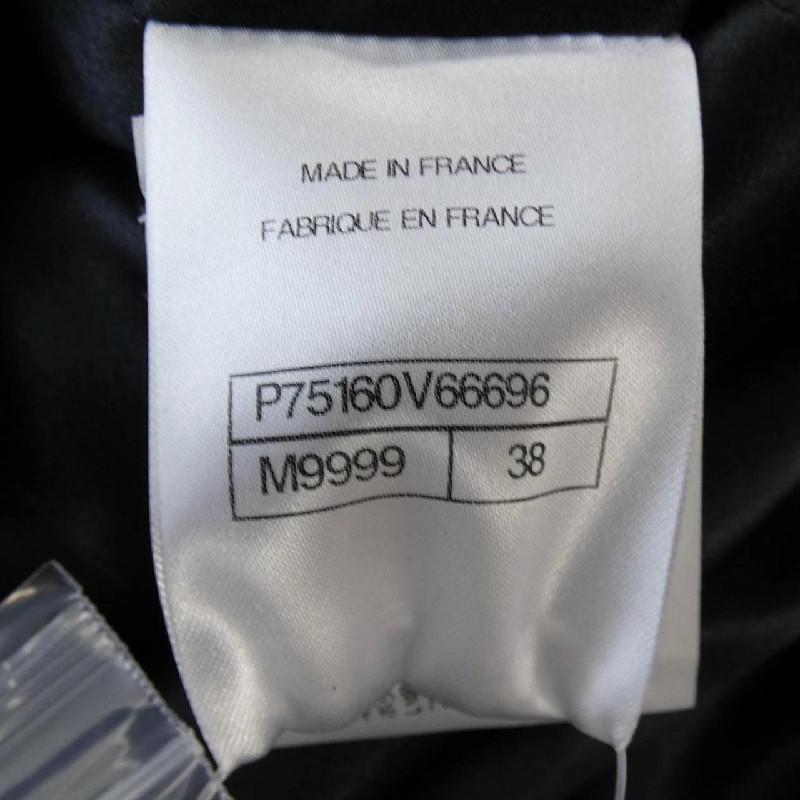 MADE IN FRANCE
FABRIQUE EN FRANCE
P75160V66696
M9999 38